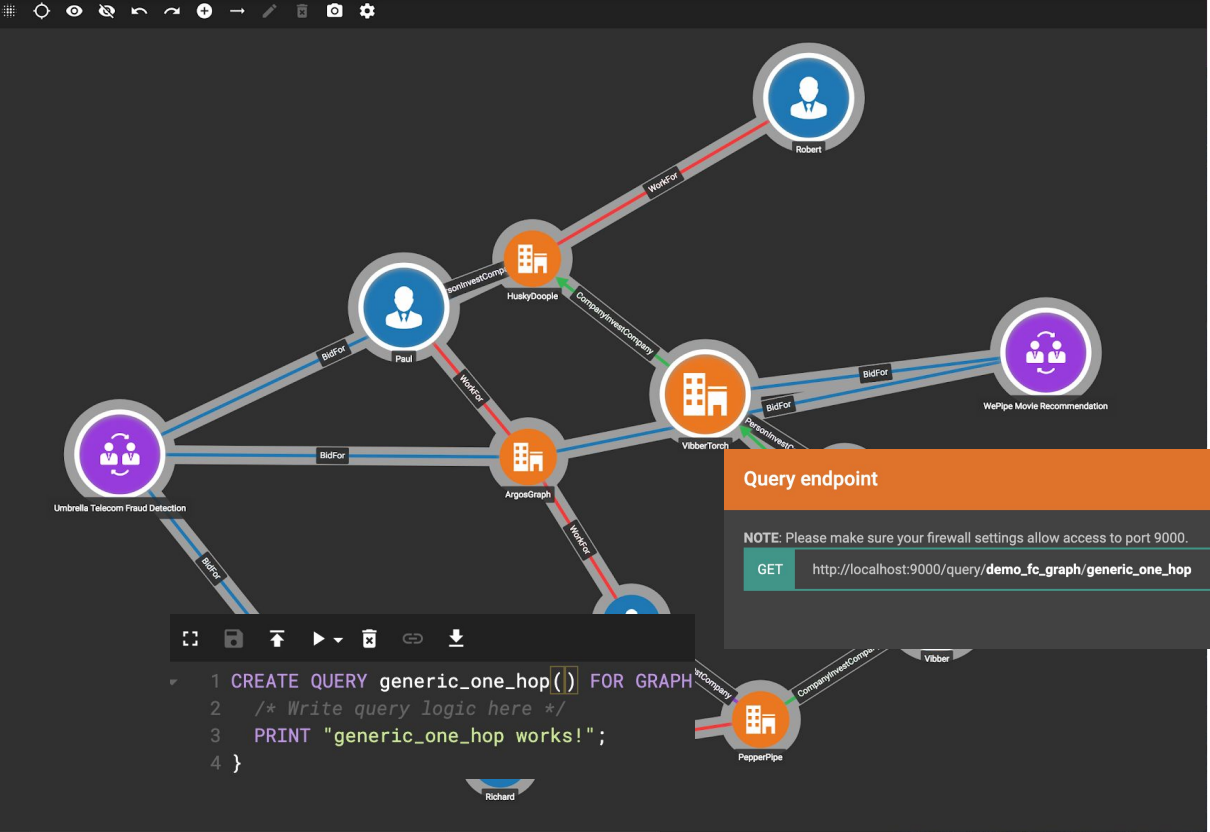 Robert
WorkFor
HuskyDoople
sonInvestComp
Paul
BidFor
CompanyInvestCompany
WorkFor
BidFor
BidFor
WePipe Movie Recommendation
VibberTorch
PersonInvestC
BidFor
ArgosGraph
Umbrella Telecom Fraud Detection
WorkFor
BidFor
Query endpoint
NOTE: Please make sure your firewall settings allow access to port 9000.
GET http://localhost:9000/query/demo_fc_graph/generic_one_hop
Vibber
CompanyInvestCompa
stCompany
PepperPipe
1 CREATE QUERY generic_one_hop() FOR GRAPH
2 /* Write query logic here */
3 PRINT "generic_one_hop works!";
4 }
Richard